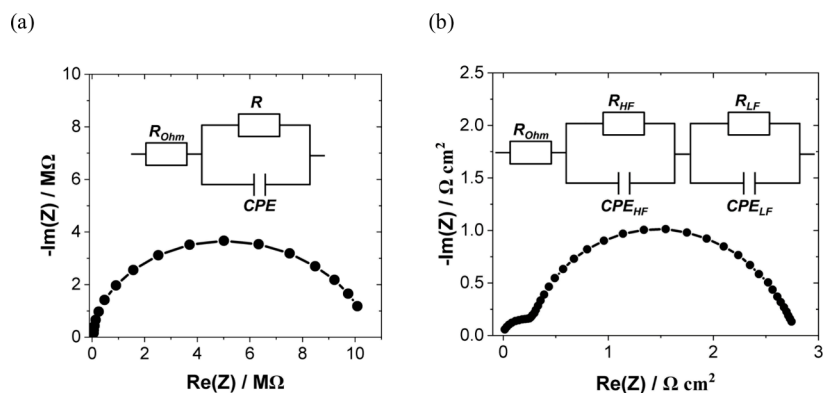 (a)
(b)
10
8
6
4
2
0
-Im(Z) / MΩ
R_Ohm
R
CPE
0 2 4 6 8 10
Re(Z) / MΩ
2.5
2.0
1.5
1.0
0.5
0.0
-Im(Z) / Ω cm²
R_Ohm
R_HF
R_LF
CPE_HF
CPE_LF
0 1 2 3
Re(Z) / Ω cm²